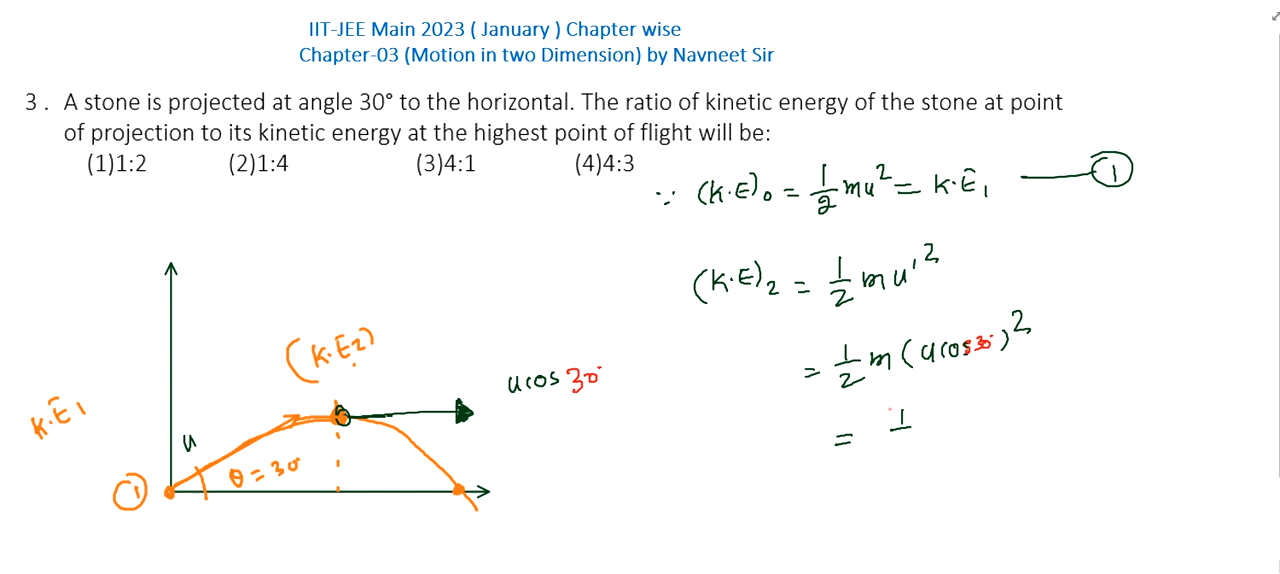 IIT-JEE Main 2023 ( January ) Chapter wise
Chapter-03 (Motion in two Dimension) by Navneet Sir
3 . A stone is projected at angle 30° to the horizontal. The ratio of kinetic energy of the stone at point
of projection to its kinetic energy at the highest point of flight will be:
(1)1:2 (2)1:4 (3)4:1 (4)4:3
∵ (K.E)₀ = 1/2 mu² = K.E₁ — ①
(K.E)₂ = 1/2 mu'²
= 1/2 m (ucos30°)²
= 1
(K.E₂)
ucos 30°
K.E₁
u
θ = 30°
①